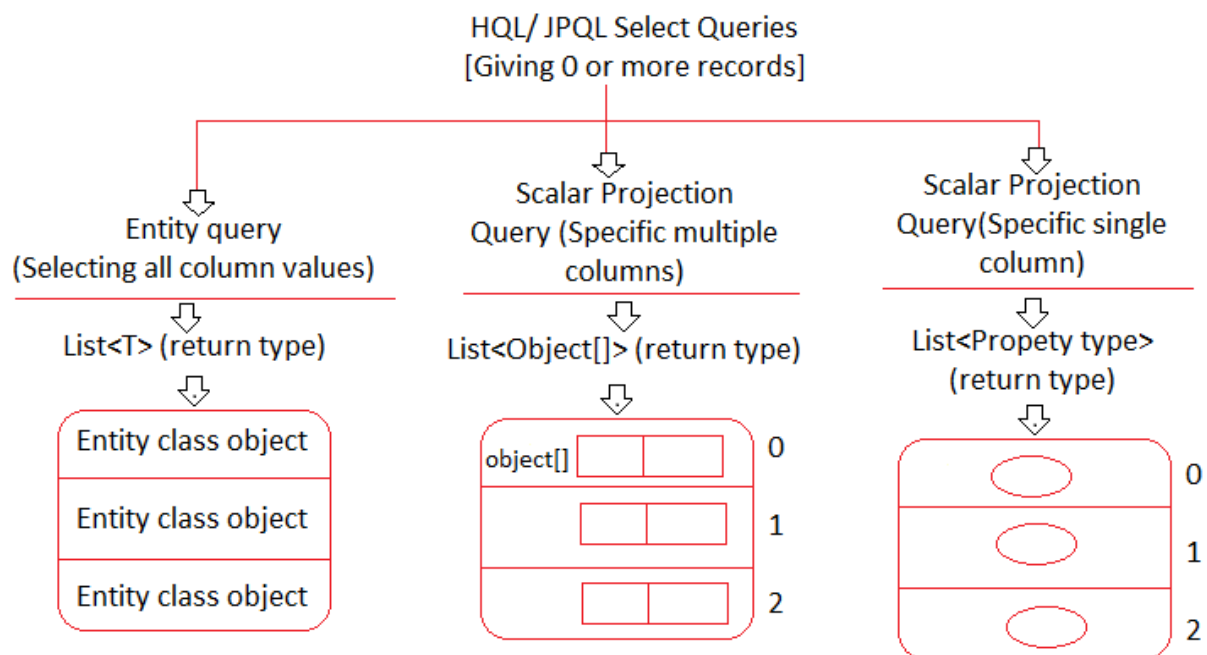 HQL/ JPQL Select Queries
[Giving 0 or more records]
Entity query
(Selecting all column values)
List<T> (return type)
Entity class object
Entity class object
Entity class object
Scalar Projection
Query (Specific multiple
columns)
List<Object[]> (return type)
object[]
0
1
2
Scalar Projection
Query(Specific single
column)
List<Propety type>
(return type)
0
1
2